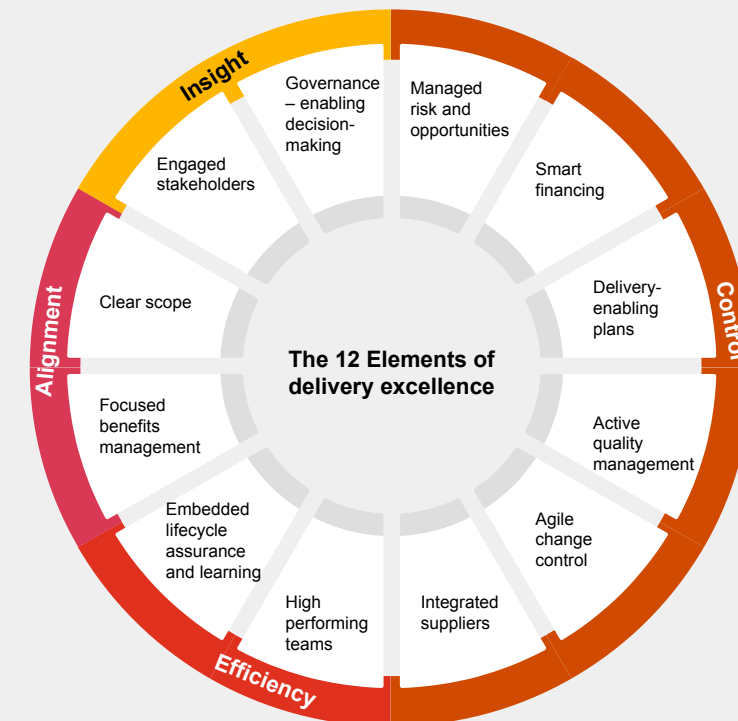 Insight
Governance
– enabling
decision-
making
Managed
risk and
opportunities
Engaged
stakeholders
Smart
financing
Clear scope
Delivery-
enabling
plans
Alignment
Control
The 12 Elements of
delivery excellence
Focused
benefits
management
Active
quality
management
Embedded
lifecycle
assurance
and learning
Agile
change
control
High
performing
teams
Integrated
suppliers
Efficiency